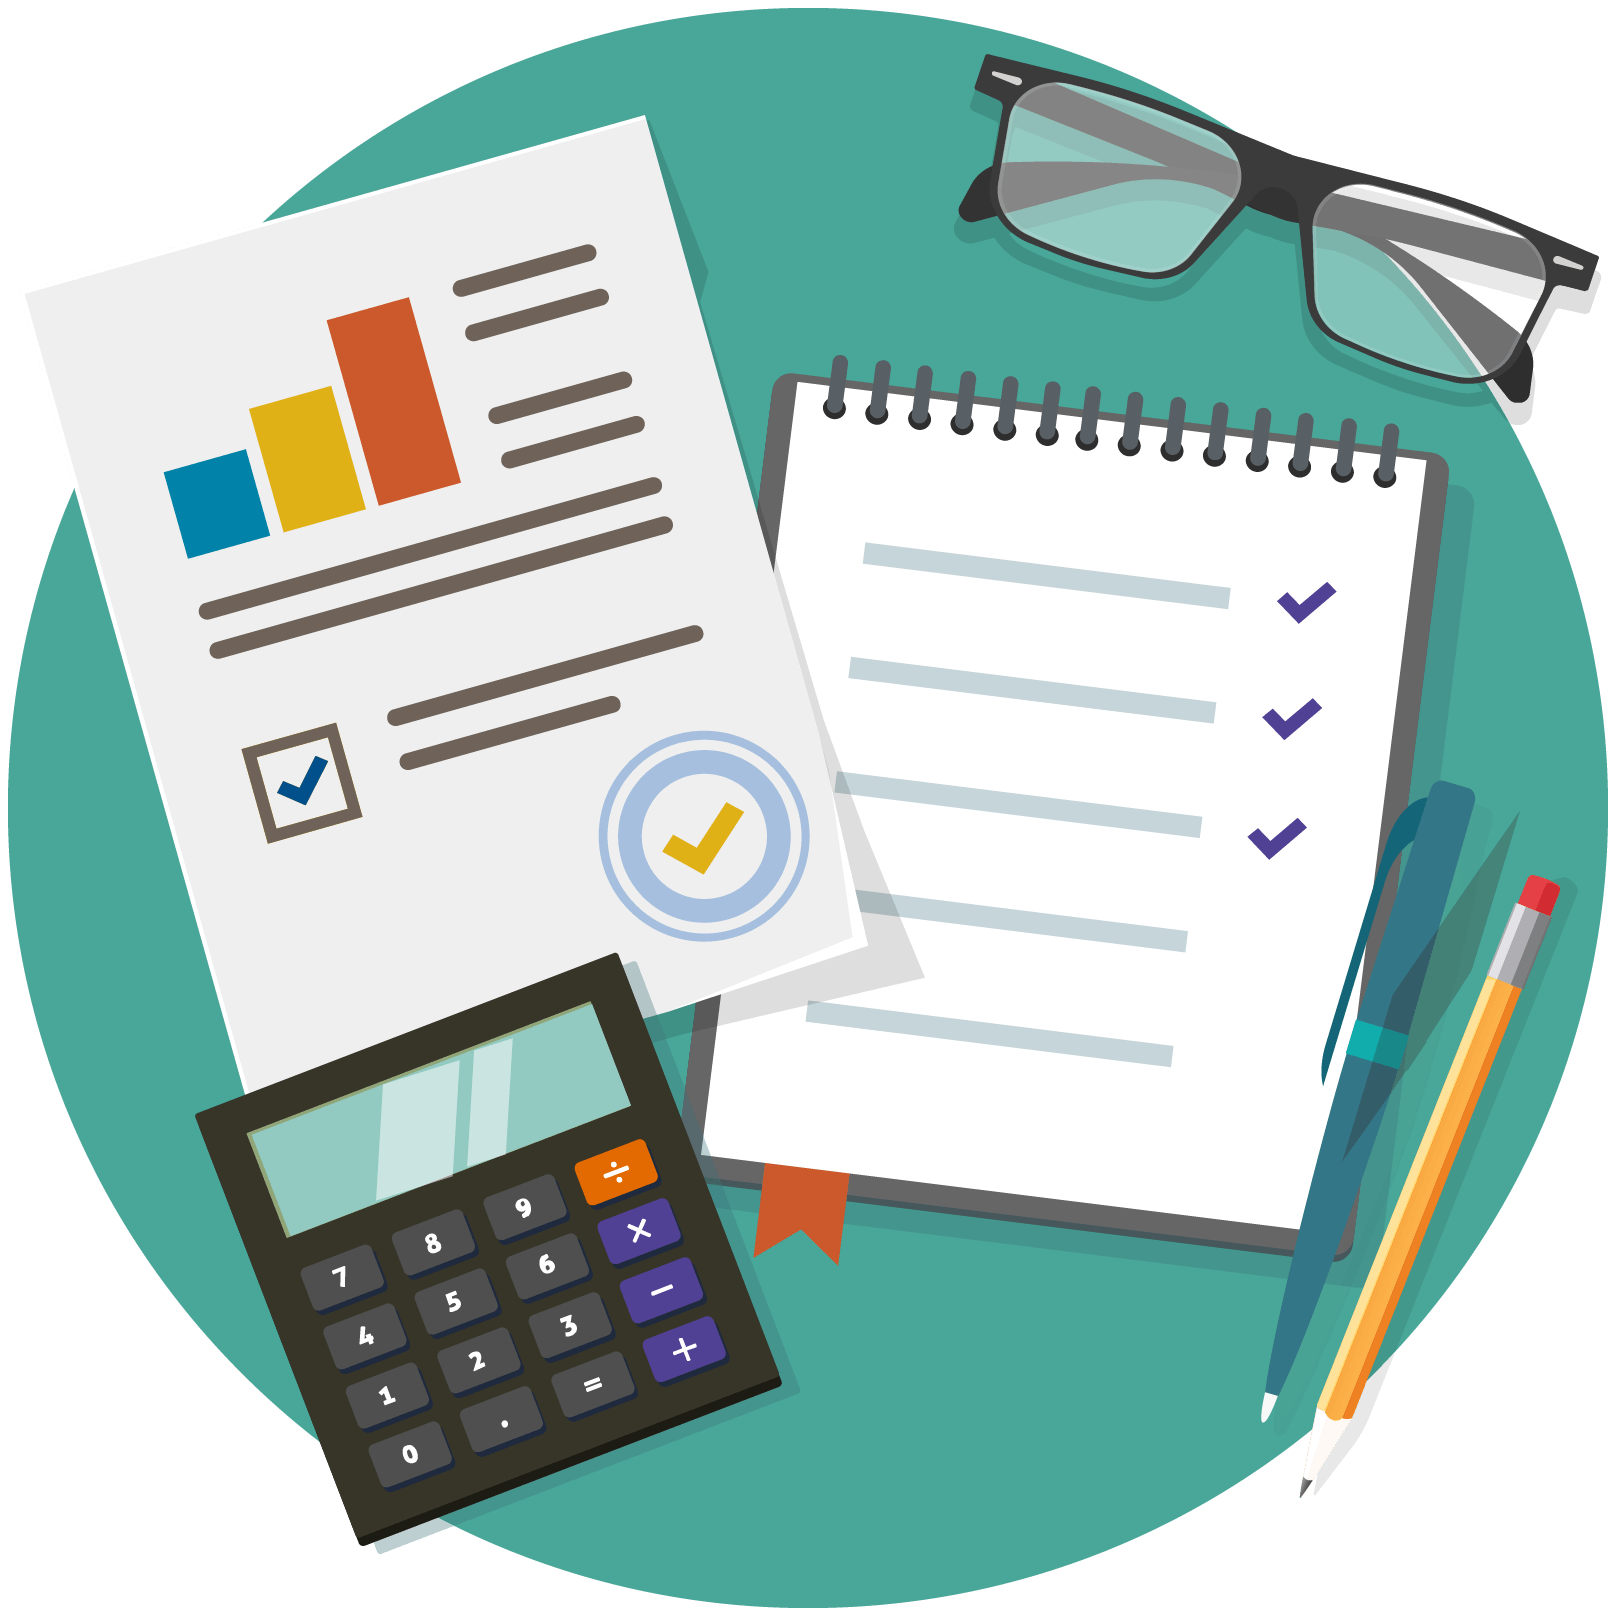 7 8 9 ÷
4 5 6 ×
1 2 3 −
0 . = +